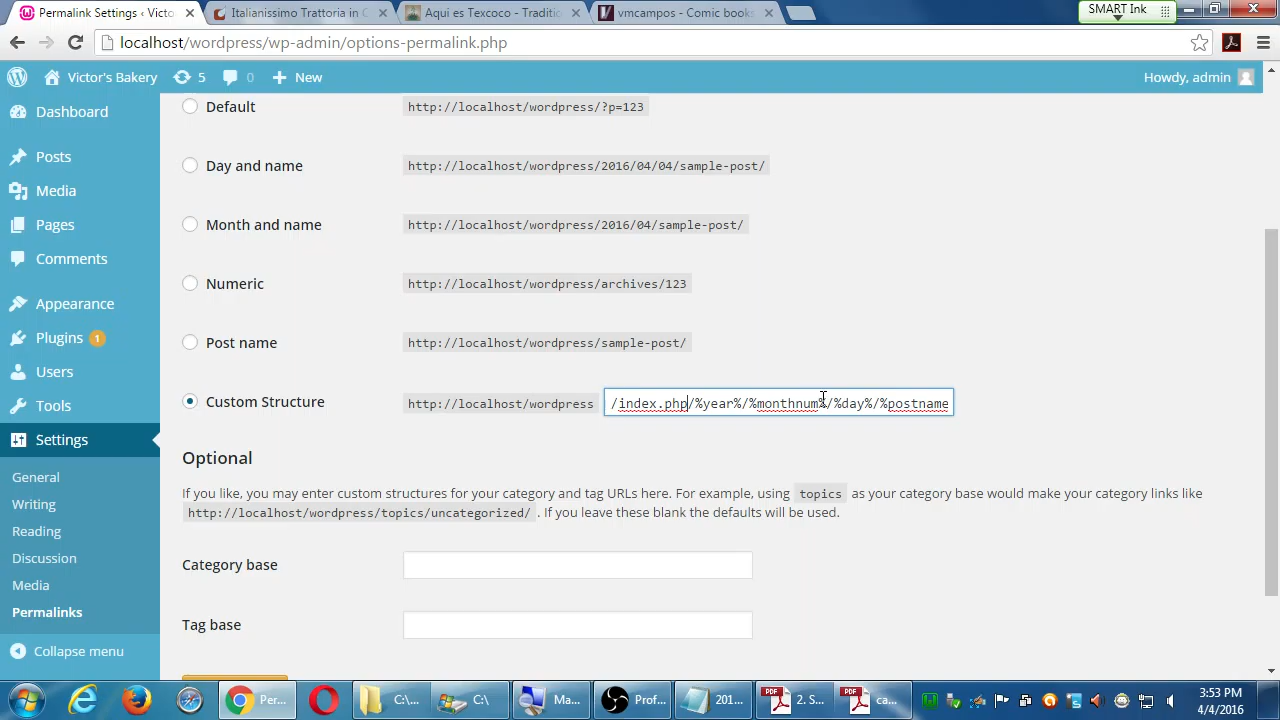 Permalink Settings ‹ Victo
Italianissimo Trattoria in C
Aqui es Texcoco - Traditio
vmcampos - Comic books
SMART Ink
localhost/wordpress/wp-admin/options-permalink.php
Victor's Bakery
5
0
New
Howdy, admin
Dashboard
Posts
Media
Pages
Comments
Appearance
Plugins 1
Users
Tools
Settings
General
Writing
Reading
Discussion
Media
Permalinks
Collapse menu
Default http://localhost/wordpress/?p=123
Day and name http://localhost/wordpress/2016/04/04/sample-post/
Month and name http://localhost/wordpress/2016/04/sample-post/
Numeric http://localhost/wordpress/archives/123
Post name http://localhost/wordpress/sample-post/
Custom Structure http://localhost/wordpress /index.php/%year%/%monthnum%/%day%/%postname
Optional
If you like, you may enter custom structures for your category and tag URLs here. For example, using topics as your category base would make your category links like
http://localhost/wordpress/topics/uncategorized/ . If you leave these blank the defaults will be used.
Category base
Tag base
Per...
C:\...
C:\
Ma...
Prof...
201...
PDF
2. S...
PDF
ca...
3:53 PM
4/4/2016